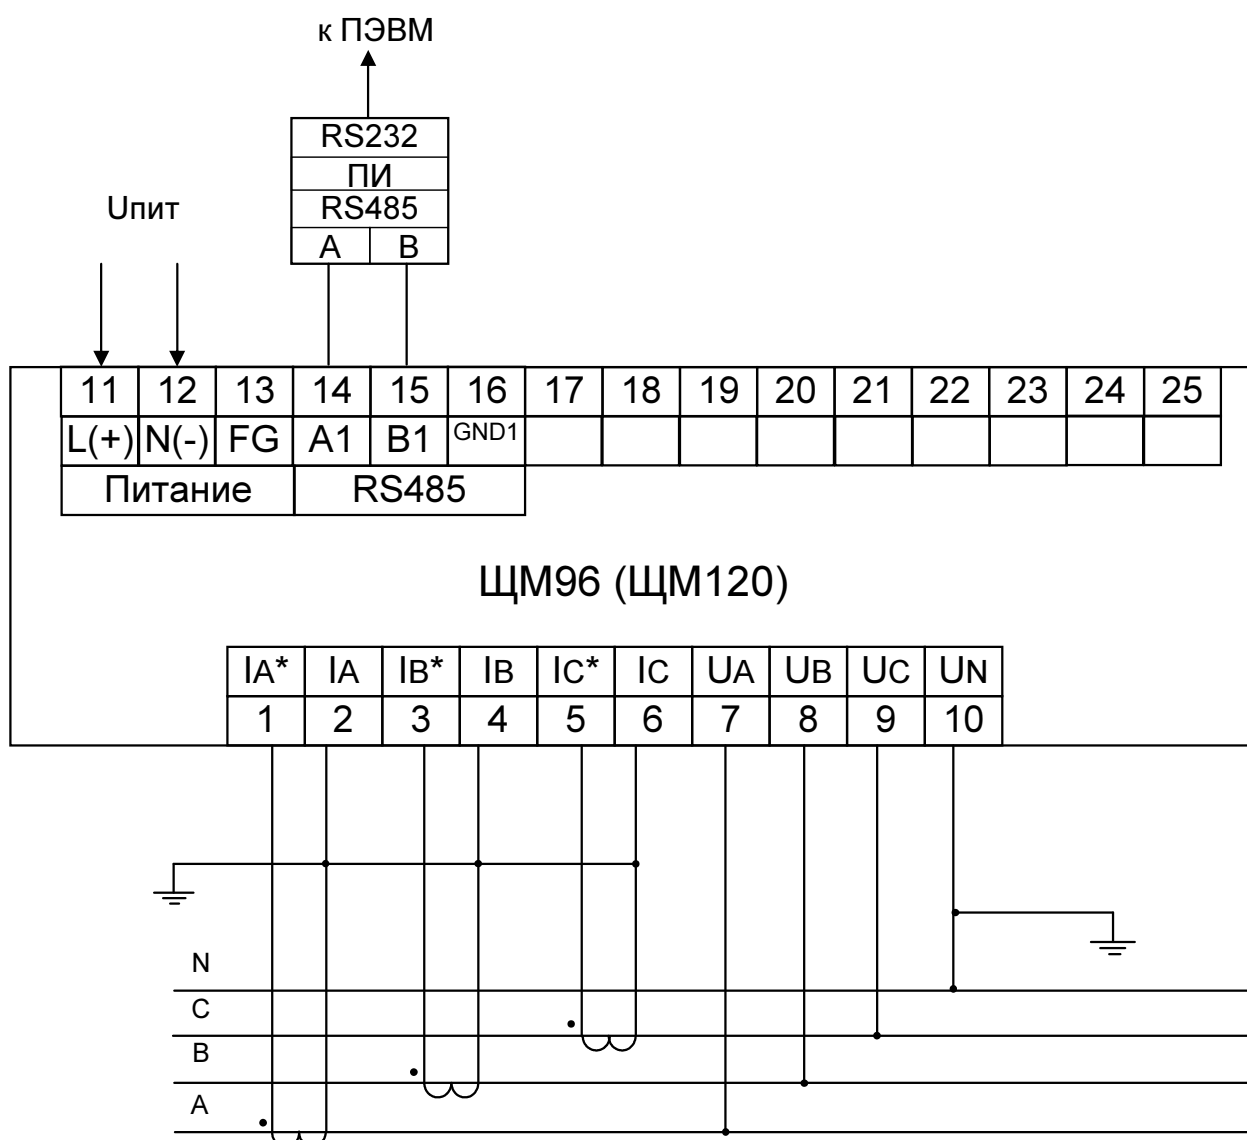 к ПЭВМ
RS232
ПИ
Uпит
RS485
A B
11 12 13 14 15 16 17 18 19 20 21 22 23 24 25
L(+) N(-) FG A1 B1 GND1
Питание RS485
ЩМ96 (ЩМ120)
IA* IA IB* IB IC* IC UA UB UC UN
1 2 3 4 5 6 7 8 9 10
N
C
B
A